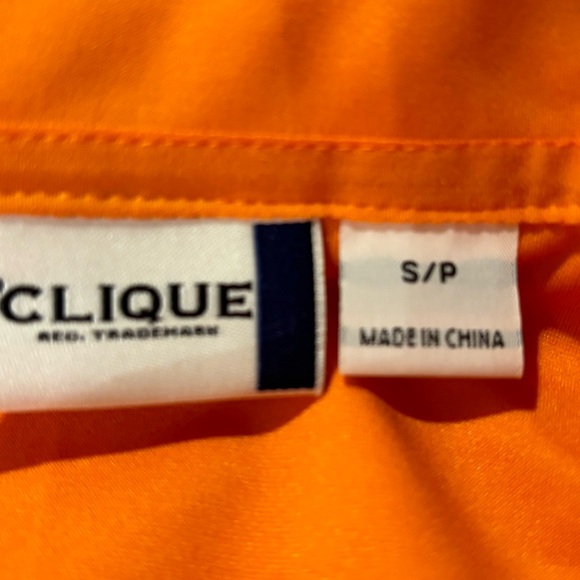 CLIQUE
REG. TRADEMARK
S/P
MADE IN CHINA